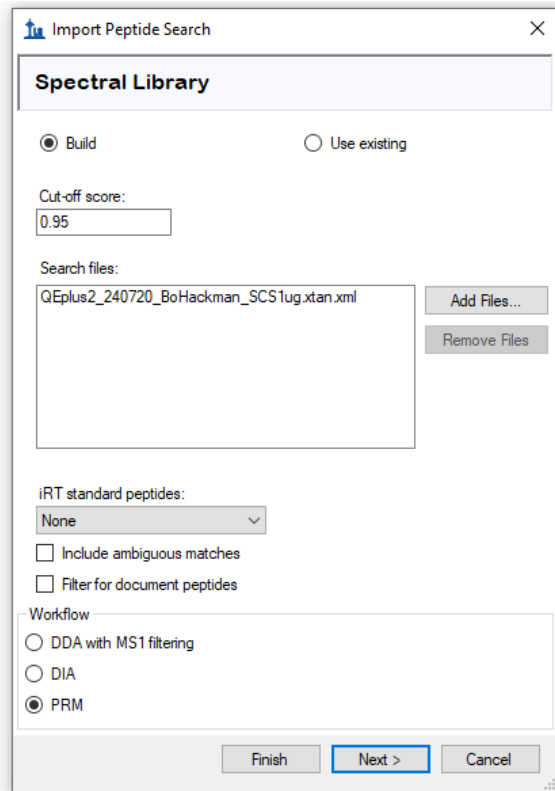 Import Peptide Search
Spectral Library
Build
Use existing
Cut-off score:
0.95
Search files:
QEplus2_240720_BoHackman_SCS1ug.xtan.xml
Add Files...
Remove Files
iRT standard peptides:
None
Include ambiguous matches
Filter for document peptides
Workflow
DDA with MS1 filtering
DIA
PRM
Finish
Next >
Cancel